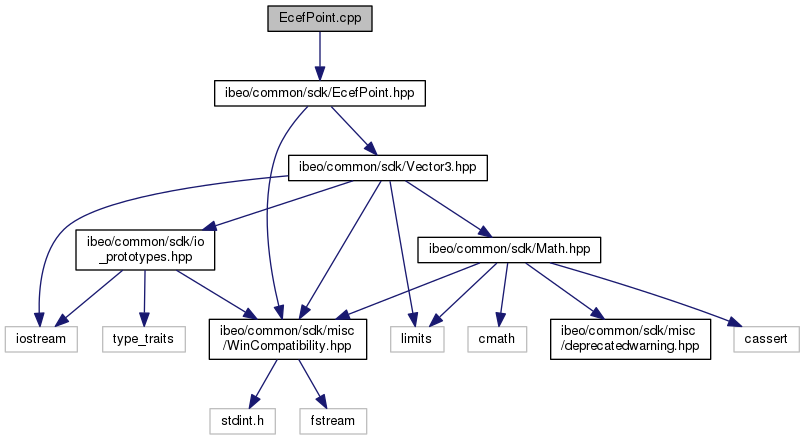 EcefPoint.cpp
ibeo/common/sdk/EcefPoint.hpp
ibeo/common/sdk/Vector3.hpp
ibeo/common/sdk/io
_prototypes.hpp
ibeo/common/sdk/Math.hpp
iostream
type_traits
ibeo/common/sdk/misc
/WinCompatibility.hpp
limits
cmath
ibeo/common/sdk/misc
/deprecatedwarning.hpp
cassert
stdint.h
fstream